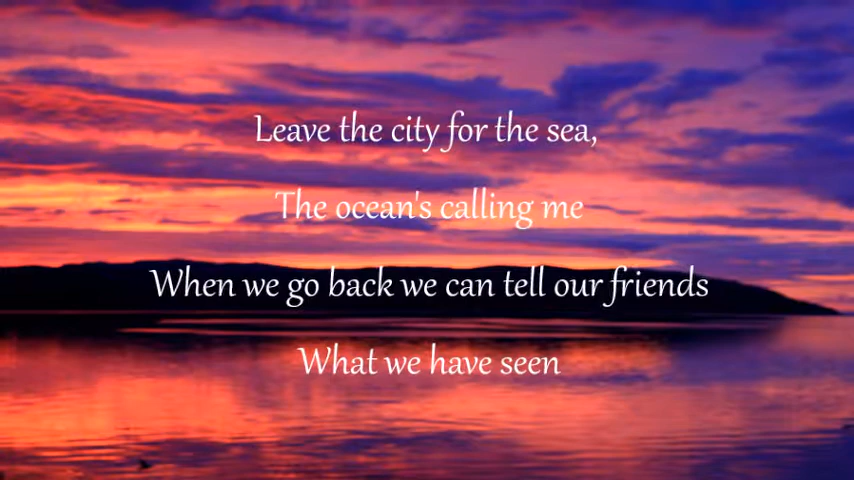 Leave the city for the sea,
The ocean's calling me
When we go back we can tell our friends
What we have seen